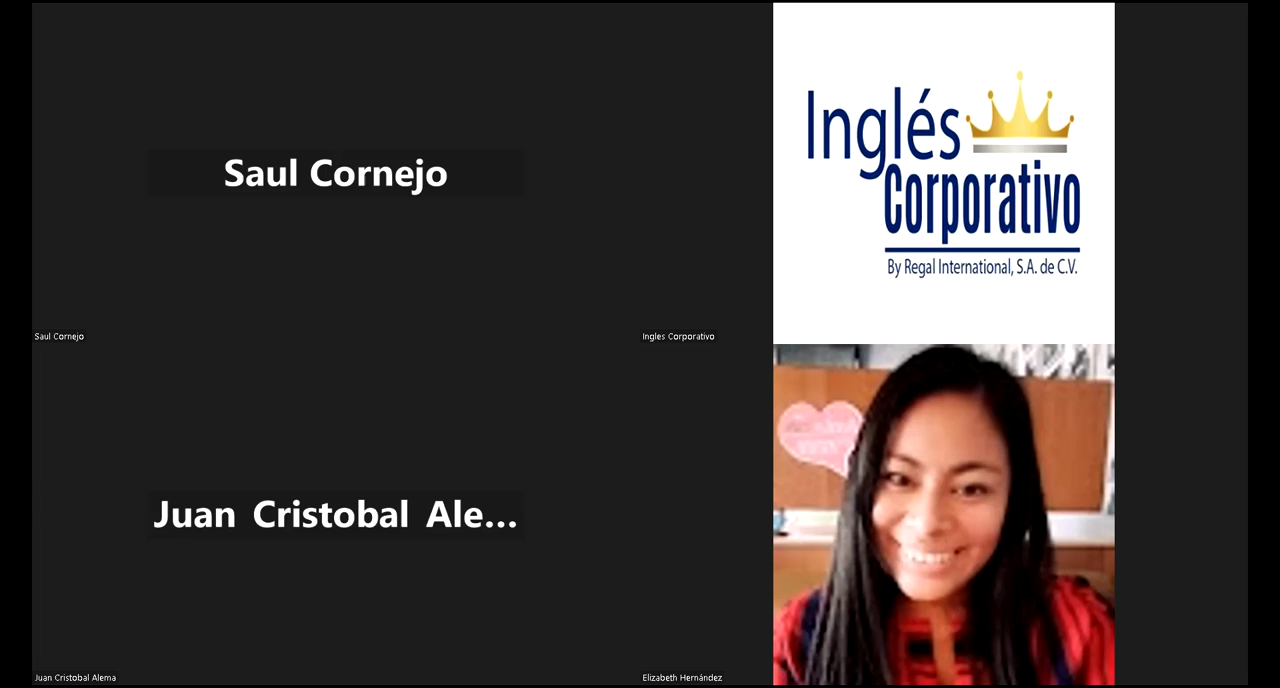 Saul Cornejo
Saul Cornejo
Inglés
Corporativo
By Regal International, S.A. de C.V.
Ingles Corporativo
Juan Cristobal Ale...
Juan Cristobal Alema
Elizabeth Hernández